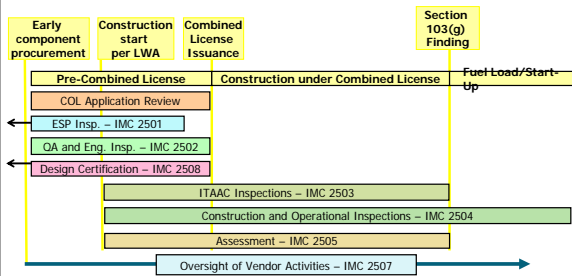 Early
component
procurement
Construction
start
per LWA
Combined
License
Issuance
Section
103(g)
Finding
Pre-Combined License
Construction under Combined License
Fuel Load/Start-
Up
COL Application Review
ESP Insp. – IMC 2501
QA and Eng. Insp. – IMC 2502
Design Certification – IMC 2508
ITAAC Inspections – IMC 2503
Construction and Operational Inspections – IMC 2504
Assessment – IMC 2505
Oversight of Vendor Activities – IMC 2507